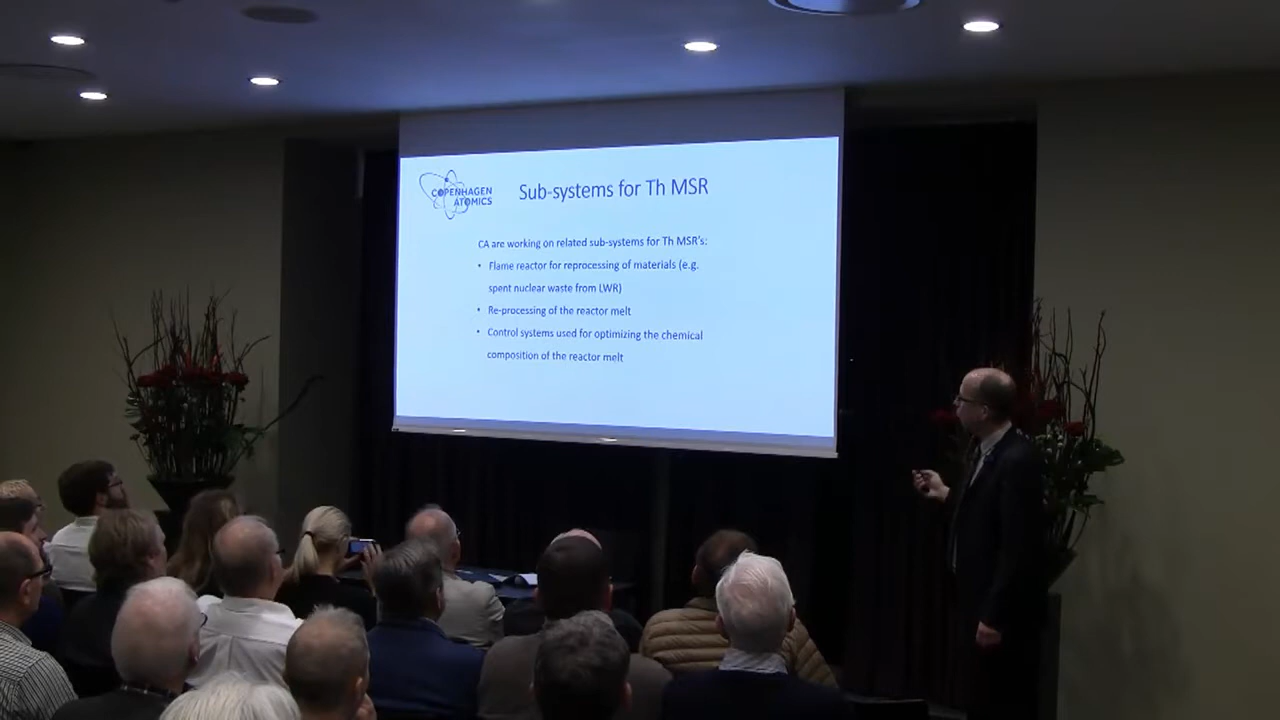 COPENHAGEN
ATOMICS
Sub-systems for Th MSR
CA are working on related sub-systems for Th MSR's:
• Flame reactor for reprocessing of materials (e.g.
spent nuclear waste from LWR)
• Re-processing of the reactor melt
• Control systems used for optimizing the chemical
composition of the reactor melt